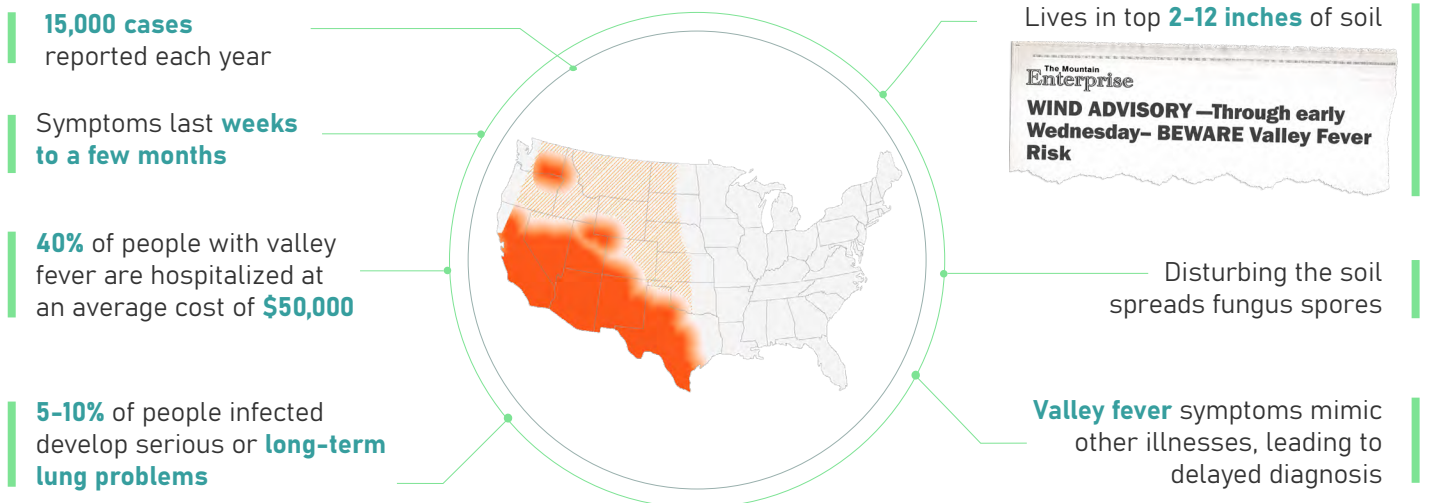 15,000 cases
reported each year
Symptoms last weeks
to a few months
40% of people with valley
fever are hospitalized at
an average cost of $50,000
5-10% of people infected
develop serious or long-term
lung problems
Lives in top 2-12 inches of soil
The Mountain
Enterprise
WIND ADVISORY —Through early
Wednesday– BEWARE Valley Fever
Risk
Disturbing the soil
spreads fungus spores
Valley fever symptoms mimic
other illnesses, leading to
delayed diagnosis